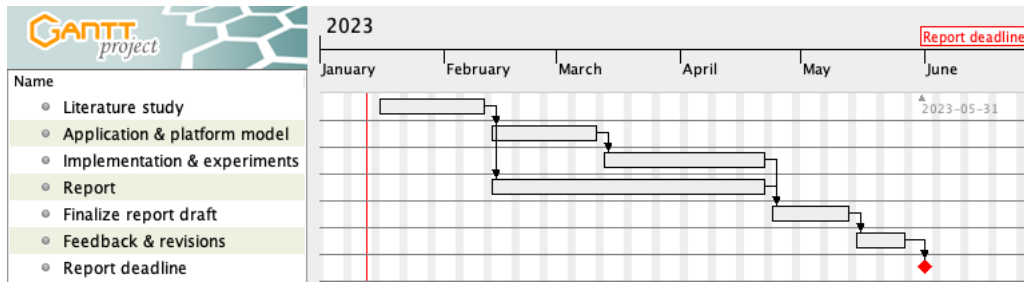 GANTT
project
2023
Report deadline
January February March April May June
Name
2023-05-31
Literature study
Application & platform model
Implementation & experiments
Report
Finalize report draft
Feedback & revisions
Report deadline